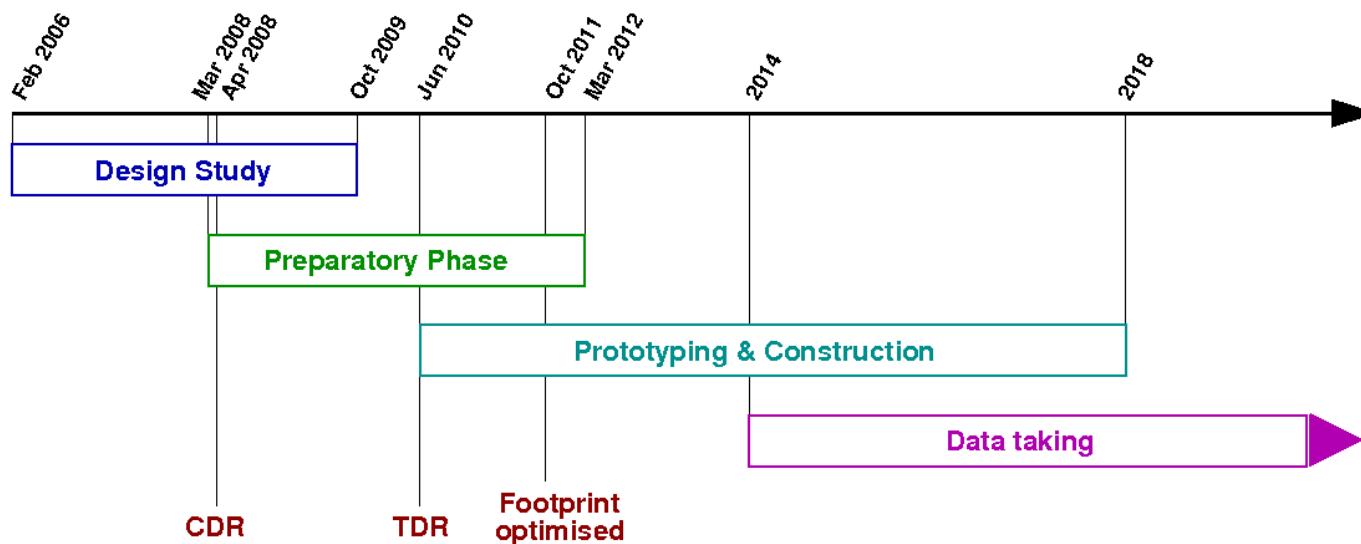 Feb 2006
Mar 2008
Apr 2008
Oct 2009
Jun 2010
Oct 2011
Mar 2012
2014
2018
Design Study
Preparatory Phase
Prototyping & Construction
Data taking
CDR
TDR
Footprint
optimised